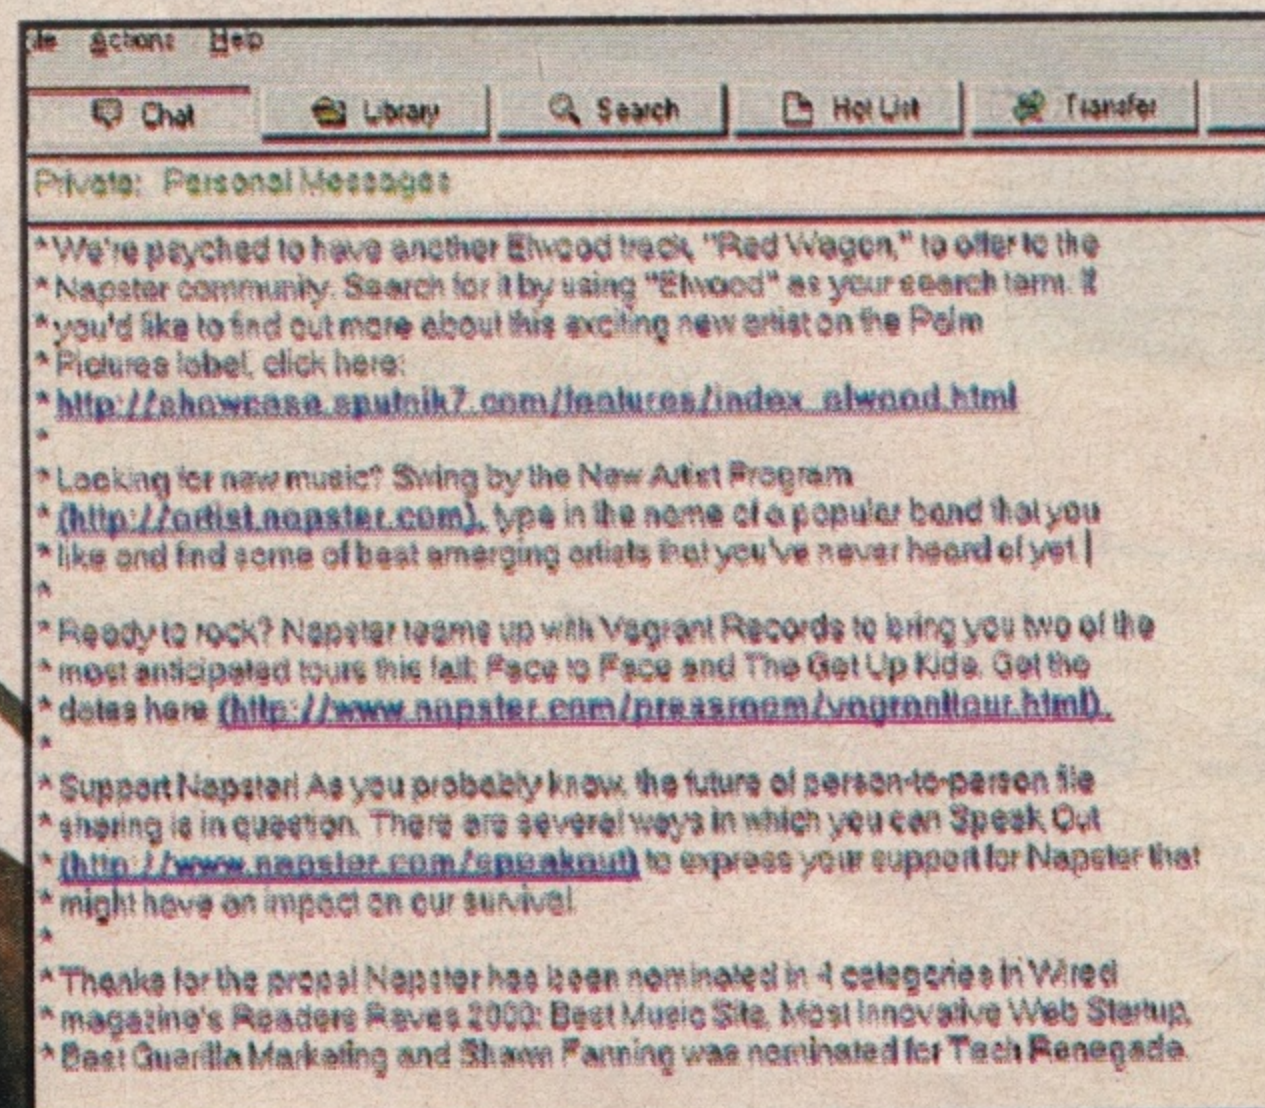 ile Actions Help
Chat Library Search Hot List Transfer
Private: Personal Messages
* We're psyched to have another Elwood track, "Red Wagon," to offer to the
* Napster community. Search for it by using "Elwood" as your search term. If
* you'd like to find out more about this exciting new artist on the Palm
* Pictures label, click here:
* http://showcase.sputnik7.com/features/index_elwood.html
*
* Looking for new music? Swing by the New Artist Program
* (http://artist.napster.com), type in the name of a popular band that you
* like and find some of best emerging artists that you've never heard of yet
*
* Ready to rock? Napster teams up with Vagrant Records to bring you two of the
* most anticipated tours this fall: Face to Face and The Get Up Kids. Get the
* dates here (http://www.napster.com/pressroom/vagranttour.html).
*
* Support Napster! As you probably know, the future of person-to-person file
* sharing is in question. There are several ways in which you can Speak Out
* (http://www.napster.com/speakout) to express your support for Napster that
* might have an impact on our survival.
*
* Thanks for the props! Napster has been nominated in 4 categories in Wired
* magazine's Readers Raves 2000: Best Music Site, Most Innovative Web Startup,
* Best Guerilla Marketing and Shawn Fanning was nominated for Tech Renegade.